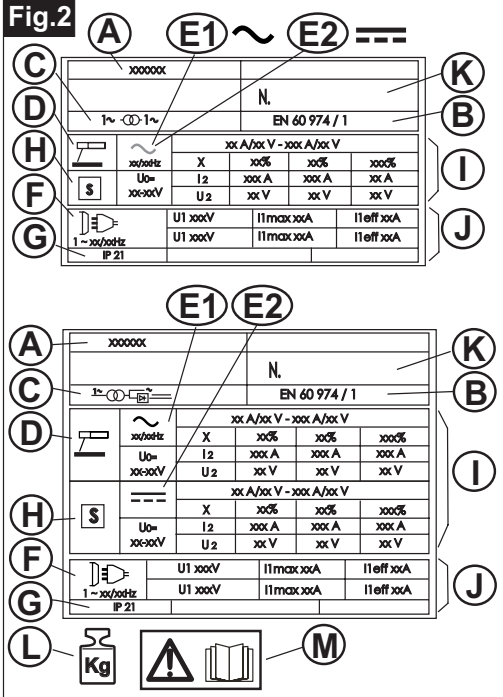 Fig.2
A E1 E2
C xxxxxx K
D N.
1~ 1~ EN 60 974 / 1 B
H xx A/xx V - xxx A/xx V I
xx/xxHz X xx% xx% xxx%
S Uo= I2 xxx A xxx A xx A
F xx-xxV U2 xx V xx V xx V
U1 xxxV I1max xxA I1eff xxA J
G 1 ~ xx/xxHz U1 xxxV I1max xxA I1eff xxA
IP 21
E1 E2
A xxxxxx K
N.
C 1~ ~ EN 60 974 / 1 B
D xx A/xx V - xxx A/xx V I
xx/xxHz X xx% xx% xxx%
Uo= I2 xxx A xxx A xxx A
xx-xxV U2 xx V xx V xx V
H S xx A/xx V - xxx A/xx V
X xx% xx% xxx%
Uo= I2 xxx A xxx A xxx A
xx-xxV U2 xx V xx V xx V
F U1 xxxV I1max xxA I1eff xxA J
1 ~ xx/xxHz U1 xxxV I1max xxA I1eff xxA
G IP 21
L Kg M